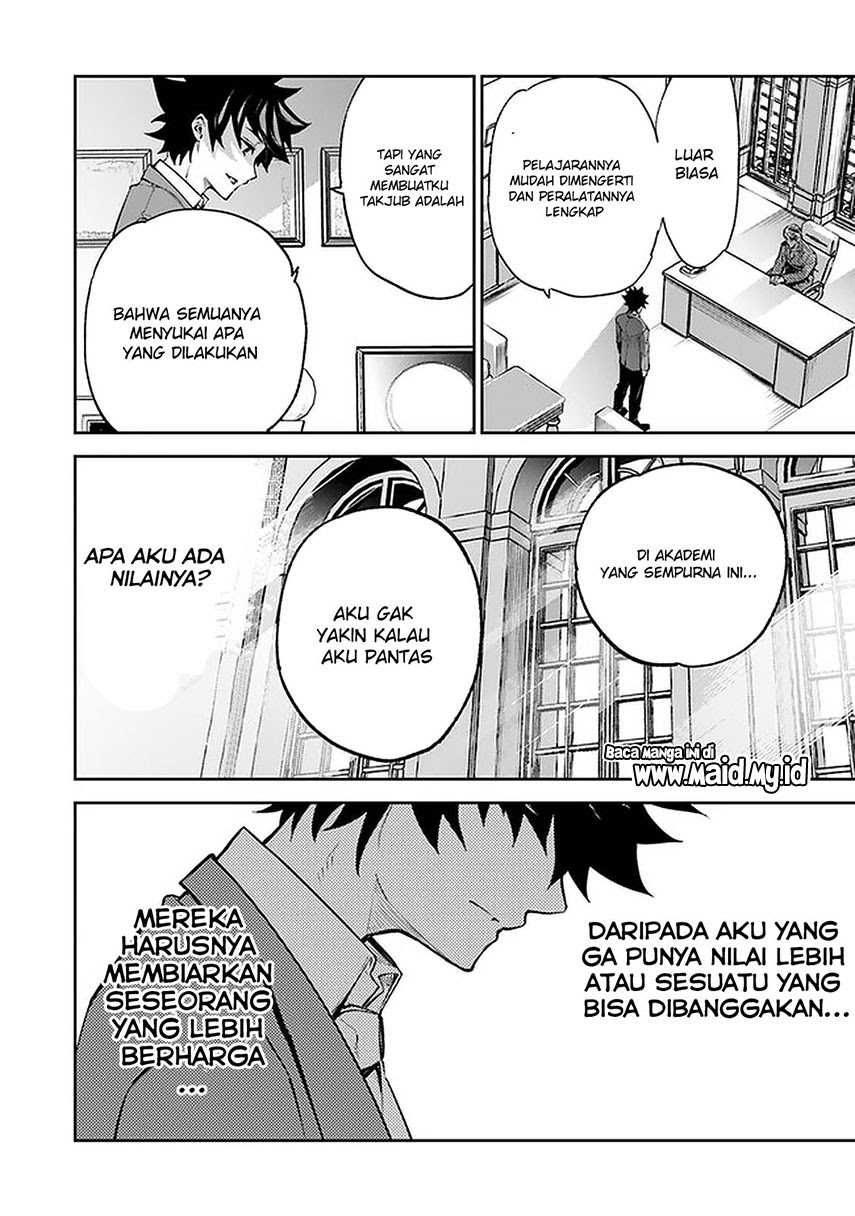 LUAR
BIASA
PELAJARANNYA
MUDAH DIMENGERTI
DAN PERALATANNYA
LENGKAP
TAPI YANG
SANGAT
MEMBUATKU
TAKJUB ADALAH
BAHWA SEMUANYA
MENYUKAI APA
YANG DILAKUKAN
DI AKADEMI
YANG SEMPURNA INI...
AKU GAK
YAKIN KALAU
AKU PANTAS
APA AKU ADA
NILAINYA?
Baca Manga ini di
www.Maid.My.id
DARIPADA AKU YANG
GA PUNYA NILAI LEBIH
ATAU SESUATU YANG
BISA DIBANGGAKAN...
MEREKA
HARUSNYA
MEMBIARKAN
SESEORANG
YANG LEBIH
BERHARGA
...